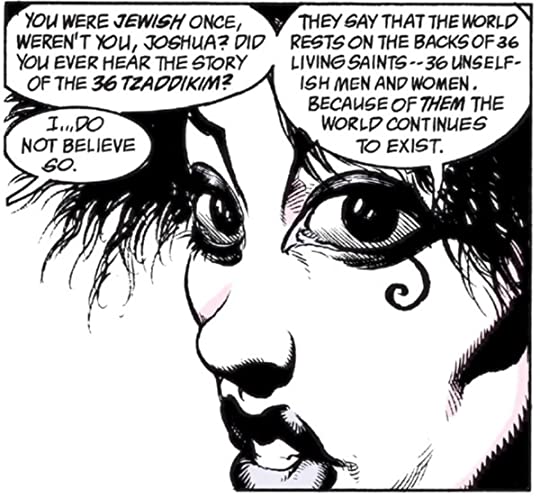 YOU WERE JEWISH ONCE,
WEREN'T YOU, JOSHUA? DID
YOU EVER HEAR THE STORY
OF THE 36 TZADDIKIM?
I...DO
NOT BELIEVE
SO.
THEY SAY THAT THE WORLD
RESTS ON THE BACKS OF 36
LIVING SAINTS--36 UNSELF-
ISH MEN AND WOMEN.
BECAUSE OF THEM THE
WORLD CONTINUES
TO EXIST.